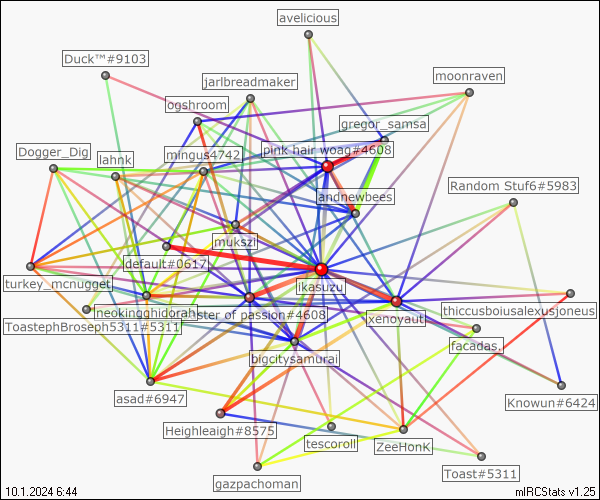 avelicious
Duck™#9103
moonraven
jarlbreadmaker
ogshroom
gregor_samsa
pink hair woag#4608
Dogger_Dig
lahnk
mingus4742
Random Stuf6#5983
andnewbees
mukszi
default#0617
turkey_mcnugget
ikasuzu
thiccusboiusalexusjoneus
neokingghidorah
ster of passion#4608
xenoyaut
ToastephBroseph5311#5311
facadas,
bigcitysamurai
asad#6947
Knowun#6424
Heighleaigh#8575
tescoroll
ZeeHonK
Toast#5311
gazpachoman
10.1.2024 6:44
mIRCStats v1.25